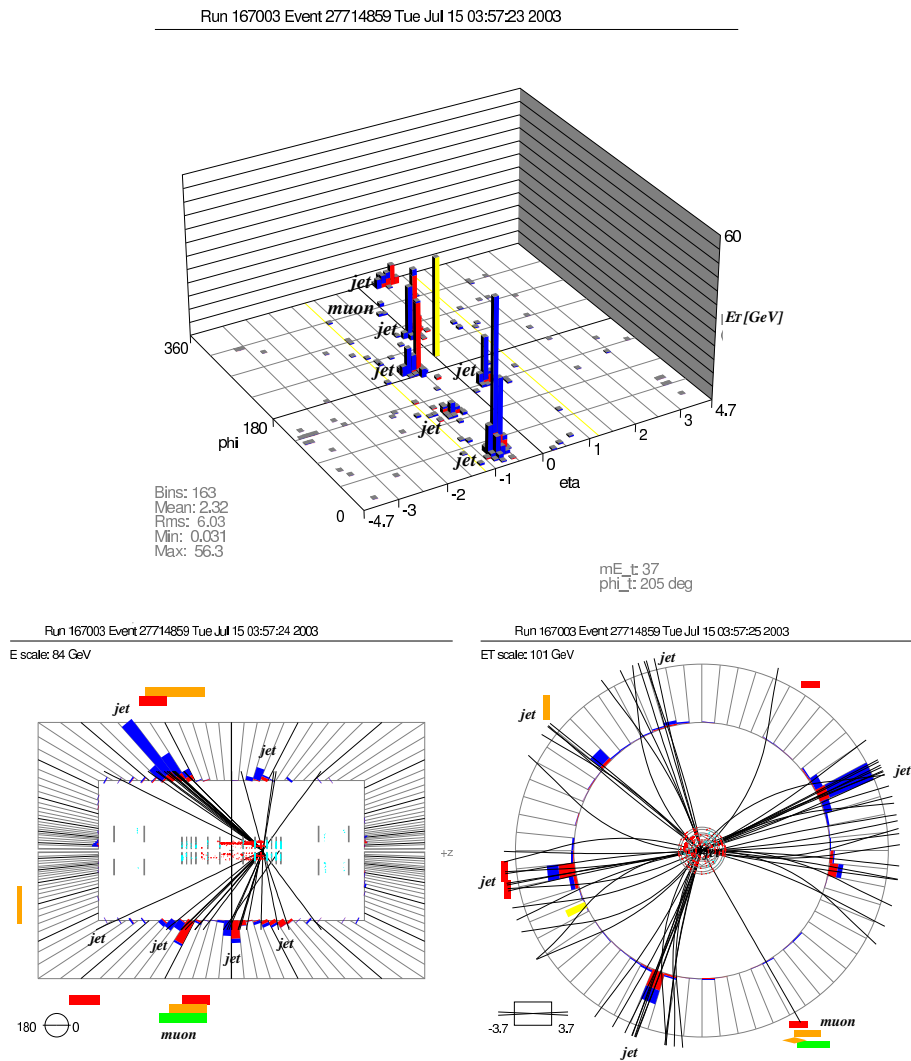 Run 167003 Event 27714859 Tue Jul 15 03:57:23 2003
60
jet
muon
ET [GeV]
jet
360
jet
jet
4.7
3
180
jet
2
phi
1
jet
0
eta
-1
-2
-3
0
-4.7
Bins: 163
Mean: 2.32
Rms: 6.03
Min: 0.031
Max: 56.3
mE_t: 37
phi_t: 205 deg
Run 167003 Event 27714859 Tue Jul 15 03:57:24 2003
E scale: 84 GeV
jet
jet
+z
jet
jet
jet
jet
180
0
muon
Run 167003 Event 27714859 Tue Jul 15 03:57:25 2003
ET scale: 101 GeV
jet
jet
jet
jet
-3.7
3.7
muon
jet